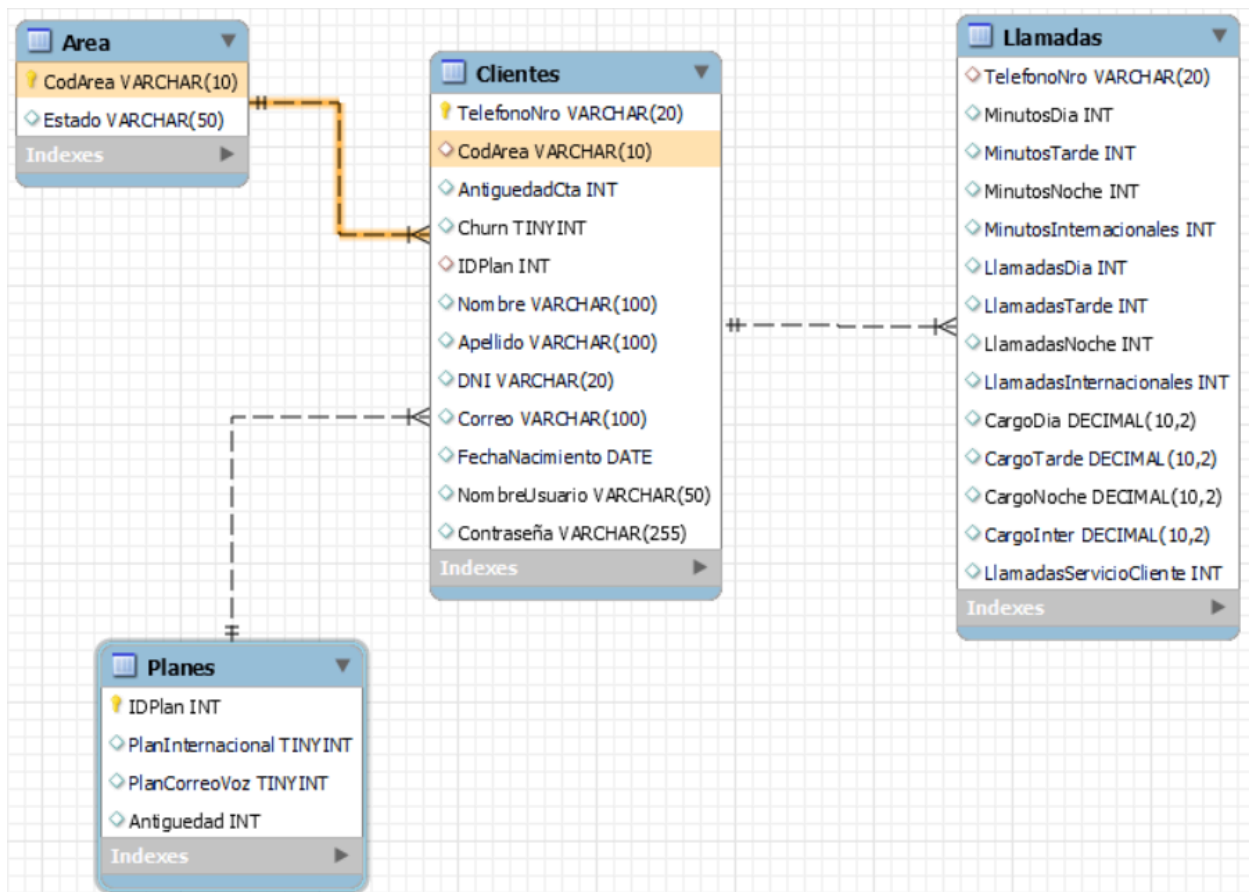 Area
CodArea VARCHAR(10)
Estado VARCHAR(50)
Indexes
Clientes
TelefonoNro VARCHAR(20)
CodArea VARCHAR(10)
AntiguedadCta INT
Churn TINYINT
IDPlan INT
Nombre VARCHAR(100)
Apellido VARCHAR(100)
DNI VARCHAR(20)
Correo VARCHAR(100)
FechaNacimiento DATE
NombreUsuario VARCHAR(50)
Contraseña VARCHAR(255)
Indexes
Llamadas
TelefonoNro VARCHAR(20)
MinutosDia INT
MinutosTarde INT
MinutosNoche INT
MinutosInternacionales INT
LlamadasDia INT
LlamadasTarde INT
LlamadasNoche INT
LlamadasInternacionales INT
CargoDia DECIMAL(10,2)
CargoTarde DECIMAL(10,2)
CargoNoche DECIMAL(10,2)
CargoInter DECIMAL(10,2)
LlamadasServicioCliente INT
Indexes
Planes
IDPlan INT
PlanInternacional TINYINT
PlanCorreoVoz TINYINT
Antiguedad INT
Indexes